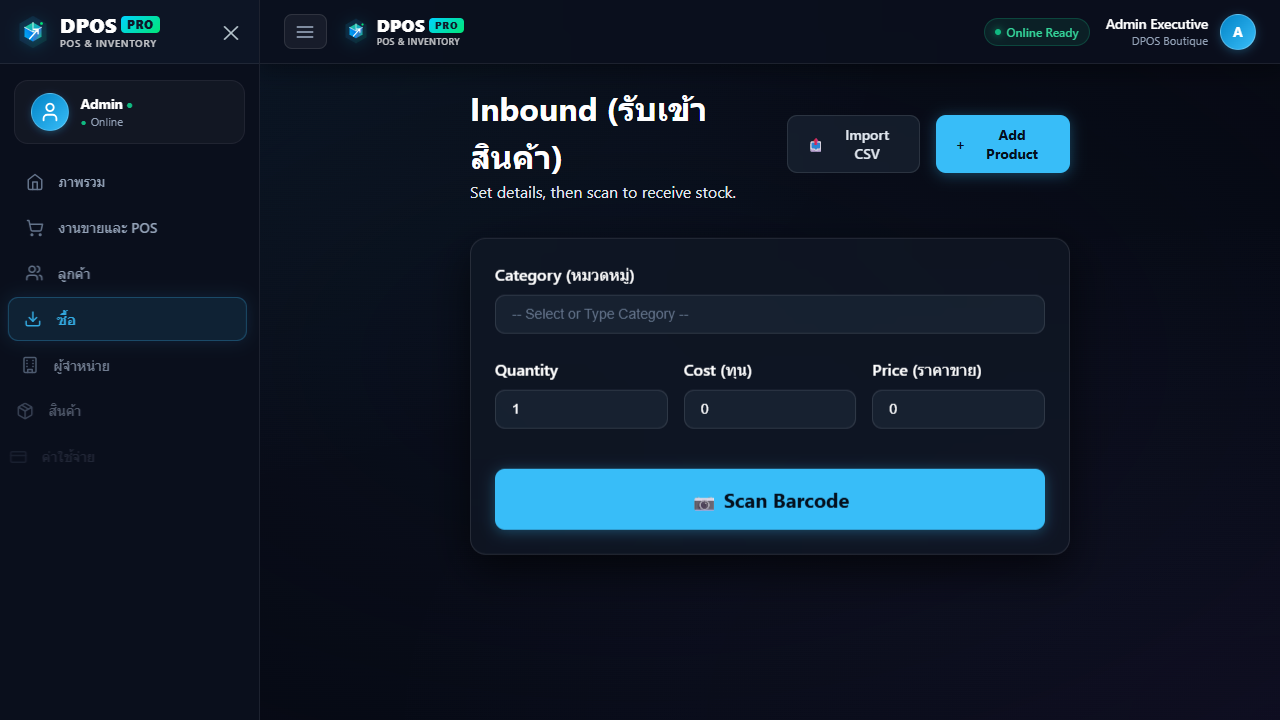 DPOS PRO
POS & INVENTORY
Admin
Online
ภาพรวม
งานขายและ POS
ลูกค้า
ซื้อ
ผู้จำหน่าย
สินค้า
ค่าใช้จ่าย
DPOS PRO
POS & INVENTORY
Online Ready
Admin Executive
DPOS Boutique
A
Inbound (รับเข้า
สินค้า)
Set details, then scan to receive stock.
Import
CSV
+ Add
Product
Category (หมวดหมู่)
-- Select or Type Category --
Quantity
Cost (ทุน)
Price (ราคาขาย)
1
0
0
Scan Barcode